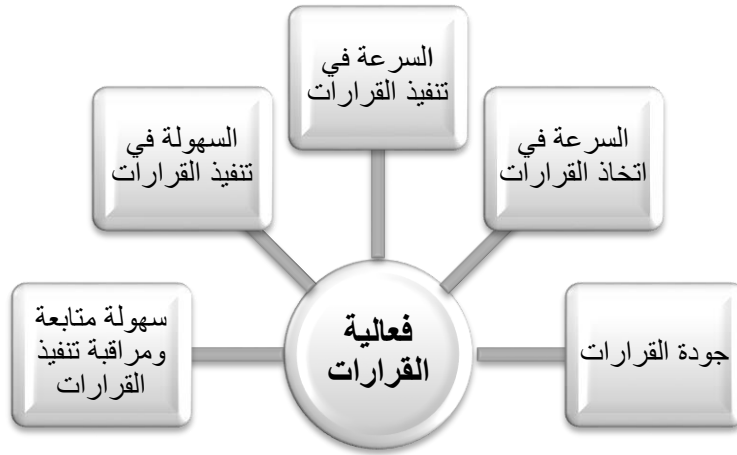 السرعة في
تنفيذ القرارات
السرعة في
اتخاذ القرارات
السهولة في
تنفيذ القرارات
جودة القرارات
فعالية
القرارات
سهولة متابعة
ومراقبة تنفيذ
القرارات